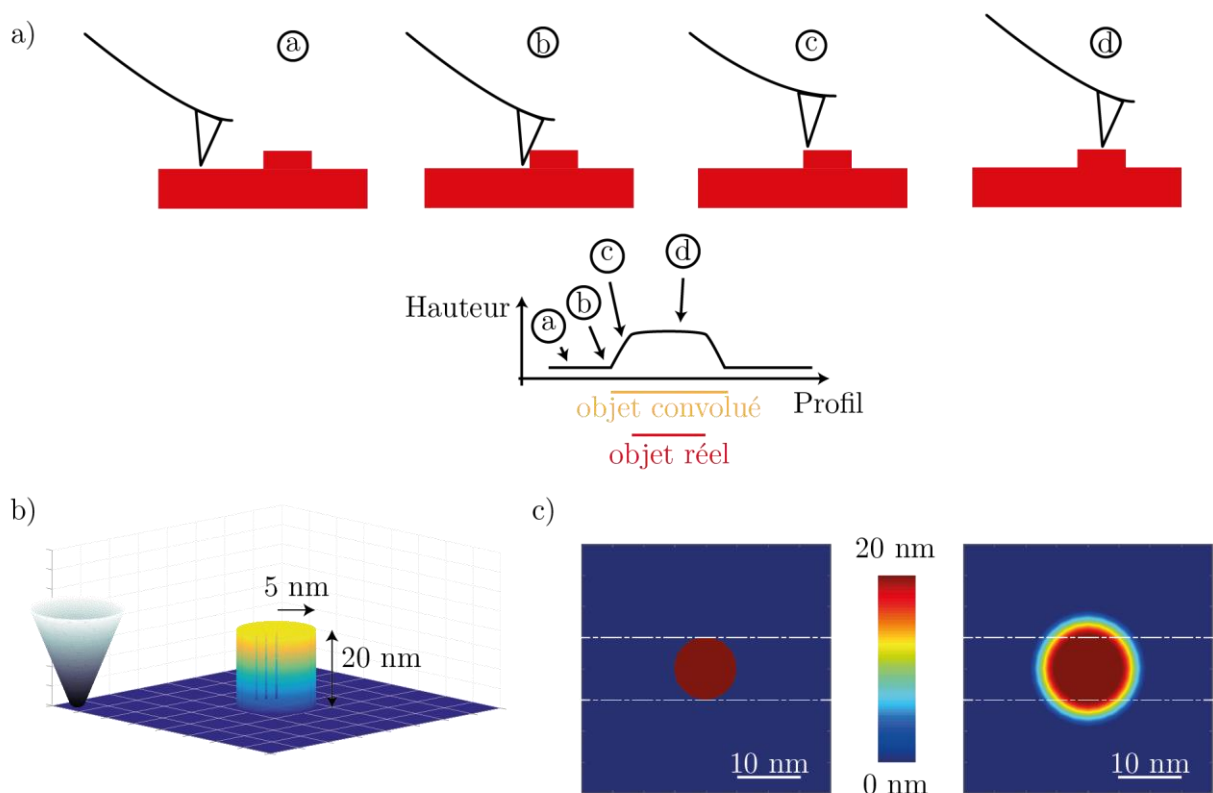 a)
ⓐ
ⓑ
ⓒ
ⓓ
Hauteur
ⓐ
ⓑ
ⓒ
ⓓ
Profil
objet convolué
objet réel
b)
5 nm
20 nm
c)
20 nm
0 nm
10 nm
10 nm